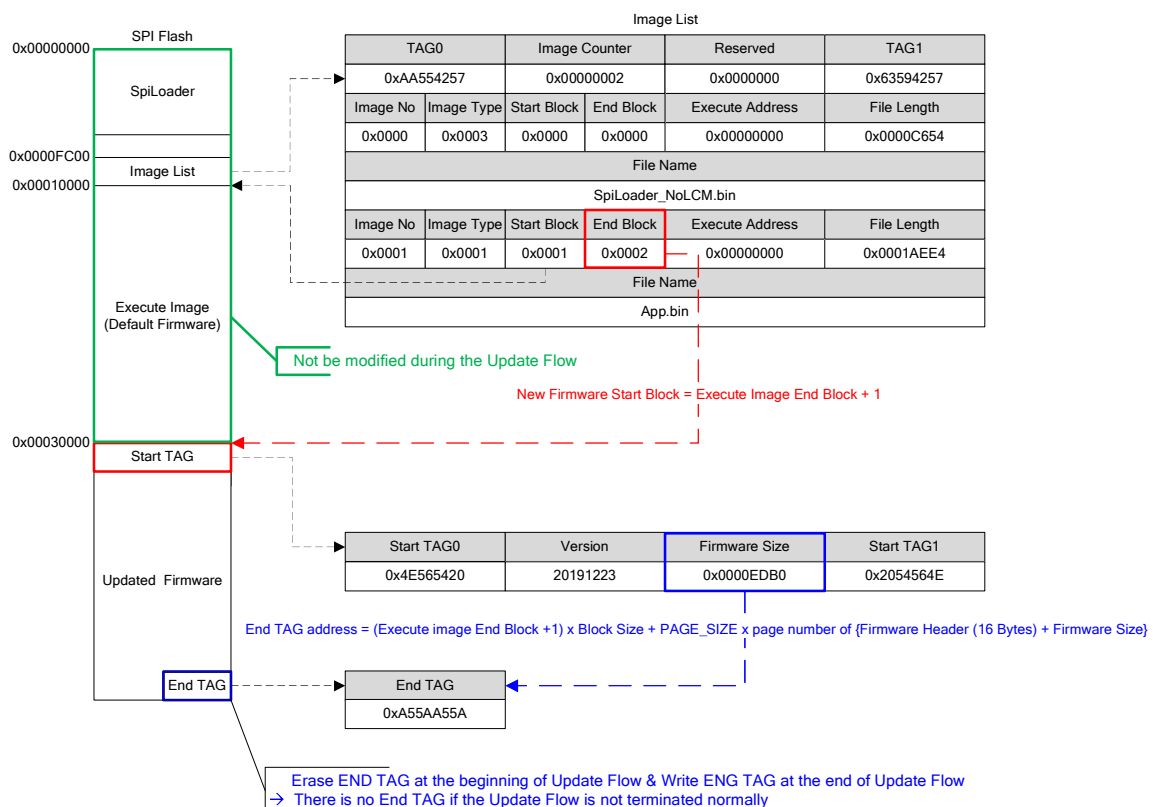 Image List
SPI Flash
0x00000000
SpiLoader
0x0000FC00
Image List
0x00010000
Execute Image
(Default Firmware)
0x00030000
Start TAG
Updated Firmware
End TAG
TAG0 Image Counter Reserved TAG1
0xAA554257 0x00000002 0x0000000 0x63594257
Image No Image Type Start Block End Block Execute Address File Length
0x0000 0x0003 0x0000 0x0000 0x00000000 0x0000C654
File Name
SpiLoader_NoLCM.bin
Image No Image Type Start Block End Block Execute Address File Length
0x0001 0x0001 0x0001 0x0002 0x00000000 0x0001AEE4
File Name
App.bin
Not be modified during the Update Flow
New Firmware Start Block = Execute Image End Block + 1
Start TAG0 Version Firmware Size Start TAG1
0x4E565420 20191223 0x0000EDB0 0x2054564E
End TAG address = (Execute image End Block +1) x Block Size + PAGE_SIZE x page number of {Firmware Header (16 Bytes) + Firmware Size}
End TAG
0xA55AA55A
Erase END TAG at the beginning of Update Flow & Write ENG TAG at the end of Update Flow
→ There is no End TAG if the Update Flow is not terminated normally